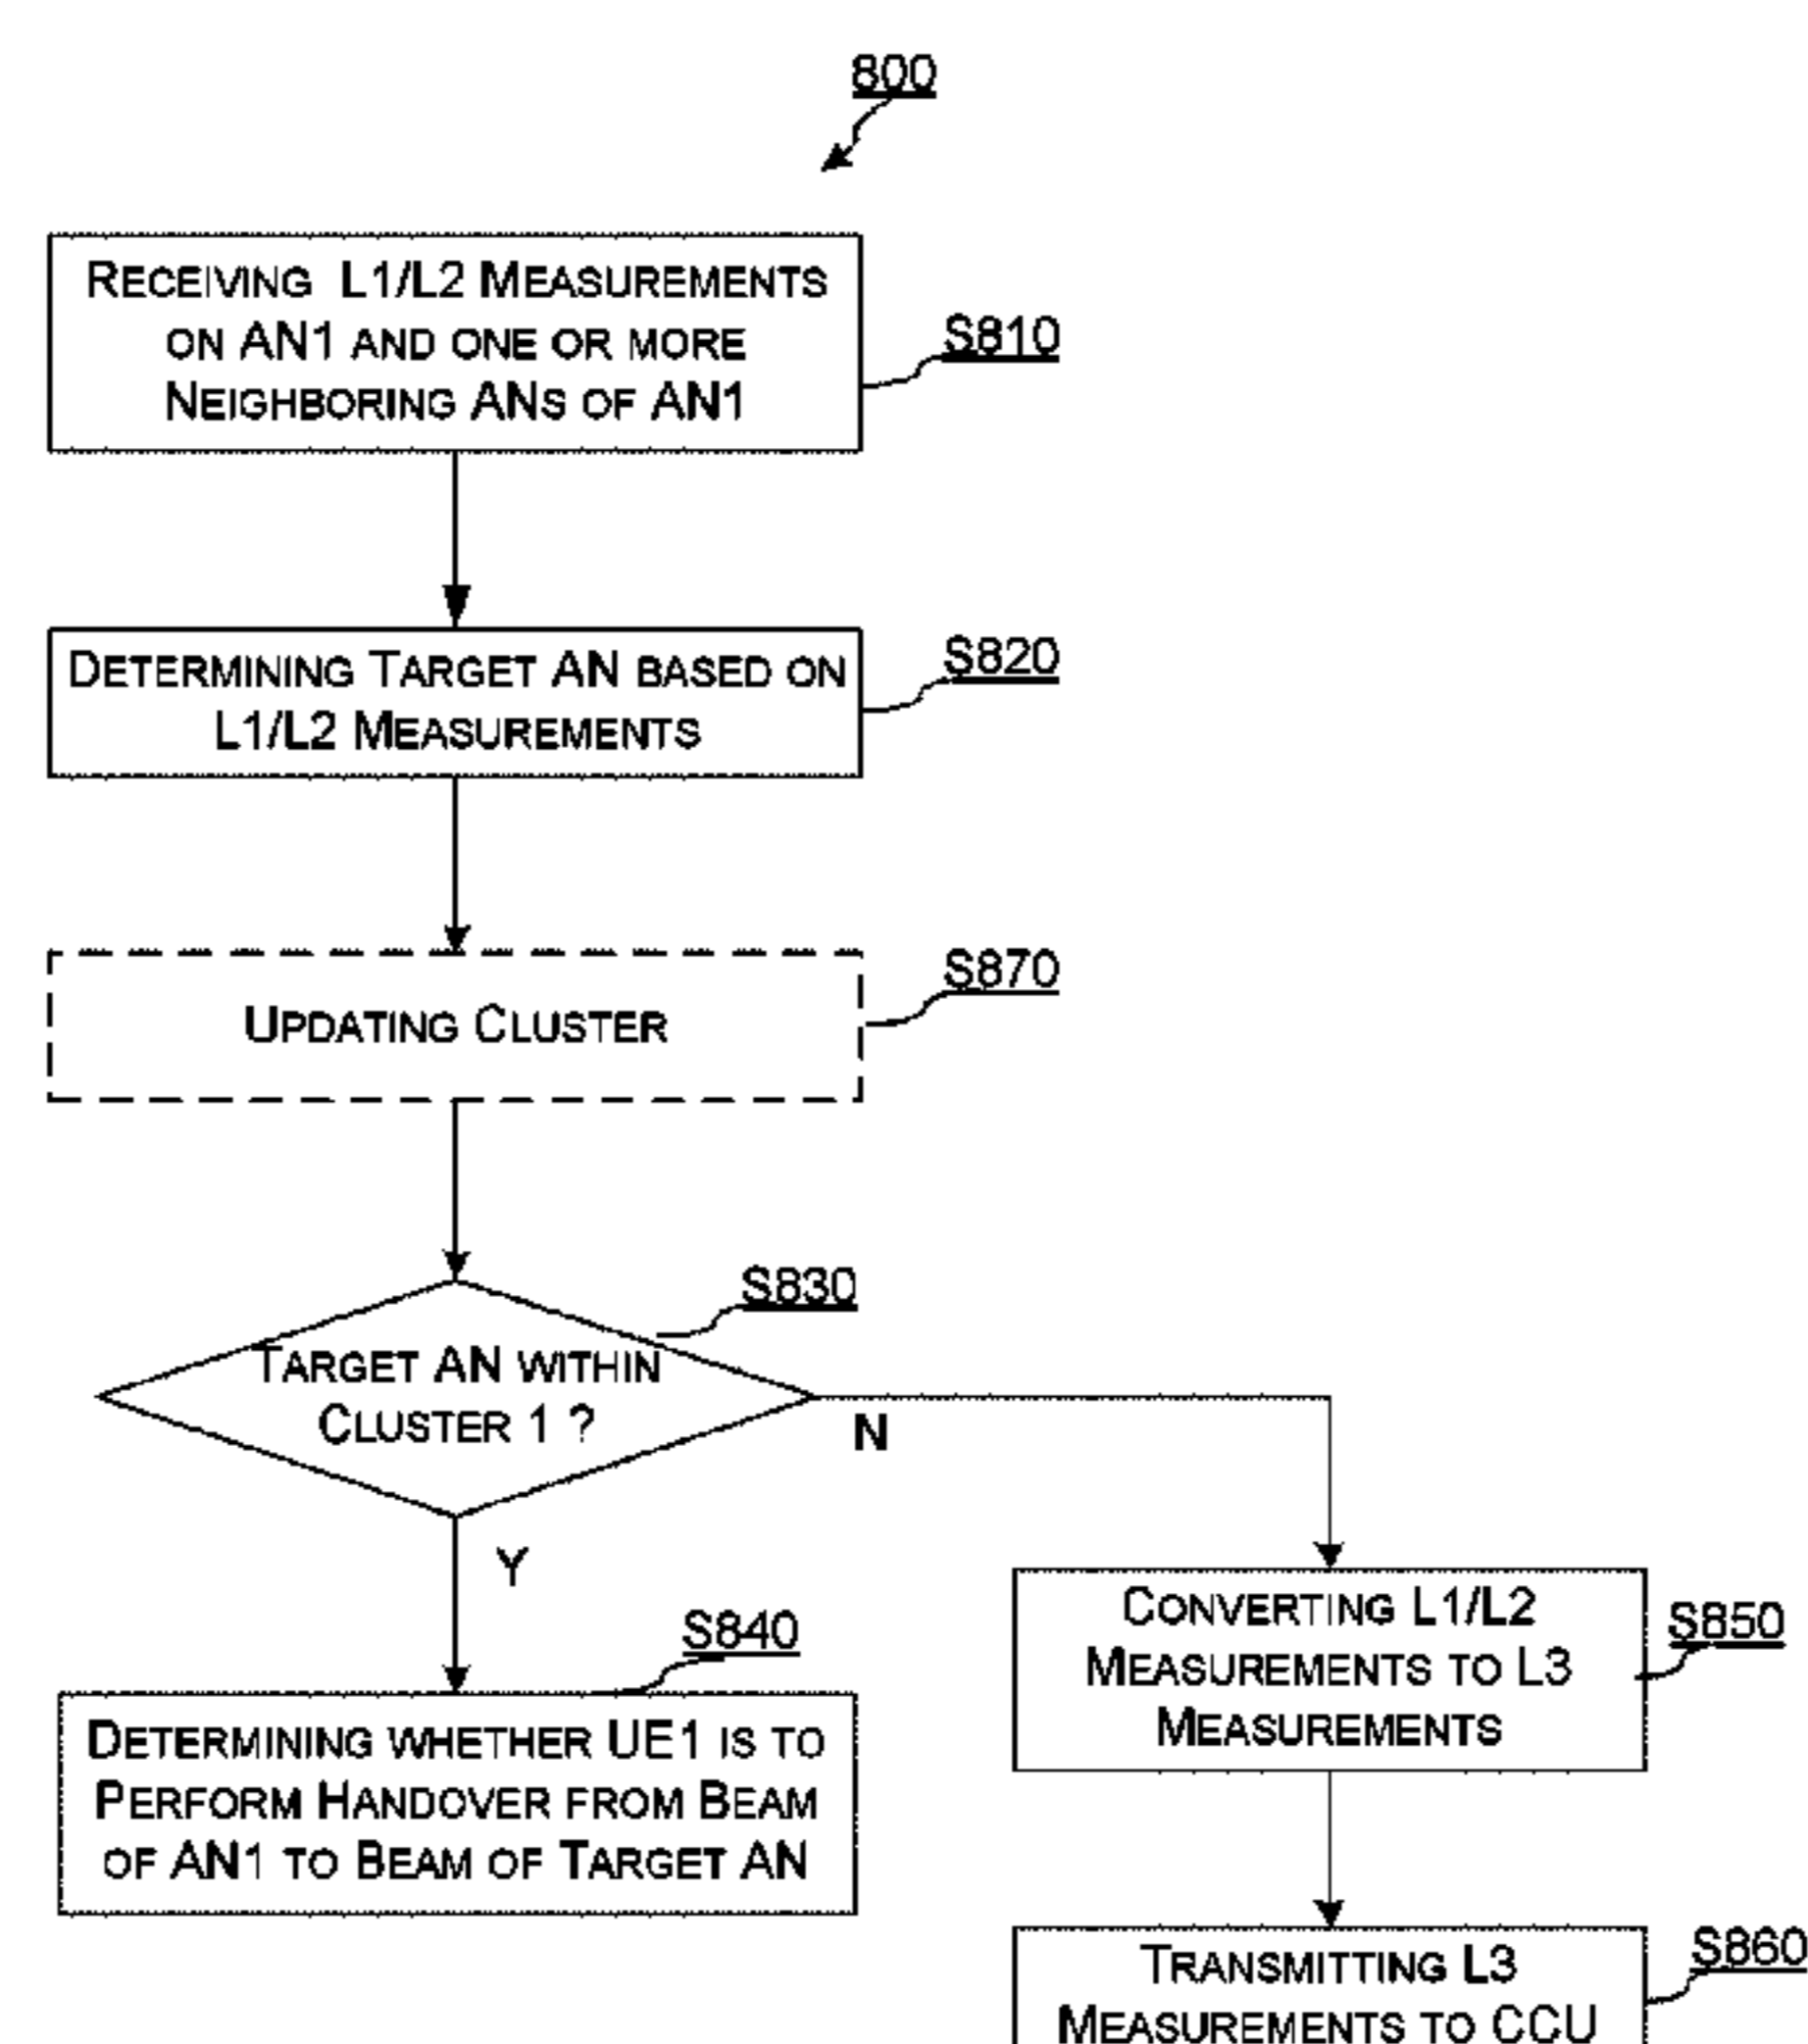 800
RECEIVING L1/L2 MEASUREMENTS
ON AN1 AND ONE OR MORE
NEIGHBORING ANS OF AN1
S810
DETERMINING TARGET AN BASED ON
L1/L2 MEASUREMENTS
S820
UPDATING CLUSTER
S870
TARGET AN WITHIN
CLUSTER 1 ?
S830
N
Y
DETERMINING WHETHER UE1 IS TO
PERFORM HANDOVER FROM BEAM
OF AN1 TO BEAM OF TARGET AN
S840
CONVERTING L1/L2
MEASUREMENTS TO L3
MEASUREMENTS
S850
TRANSMITTING L3
MEASUREMENTS TO CCU
S860